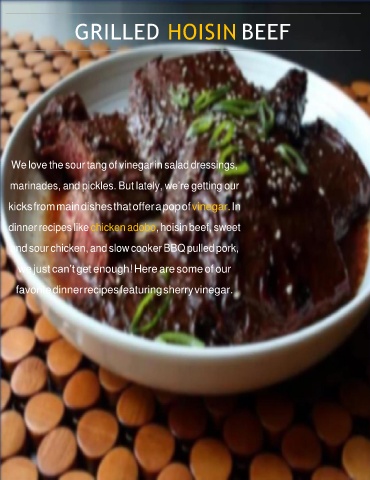 GRILLED HOISIN BEEF
We love the sour tang of vinegar in salad dressings,
marinades, and pickles. But lately, we're getting our
kicks from main dishes that offer a pop of vinegar. In
dinner recipes like chicken adobo, hoisin beef, sweet
and sour chicken, and slow cooker BBQ pulled pork,
we just can't get enough! Here are some of our
favorite dinner recipes featuring sherry vinegar.